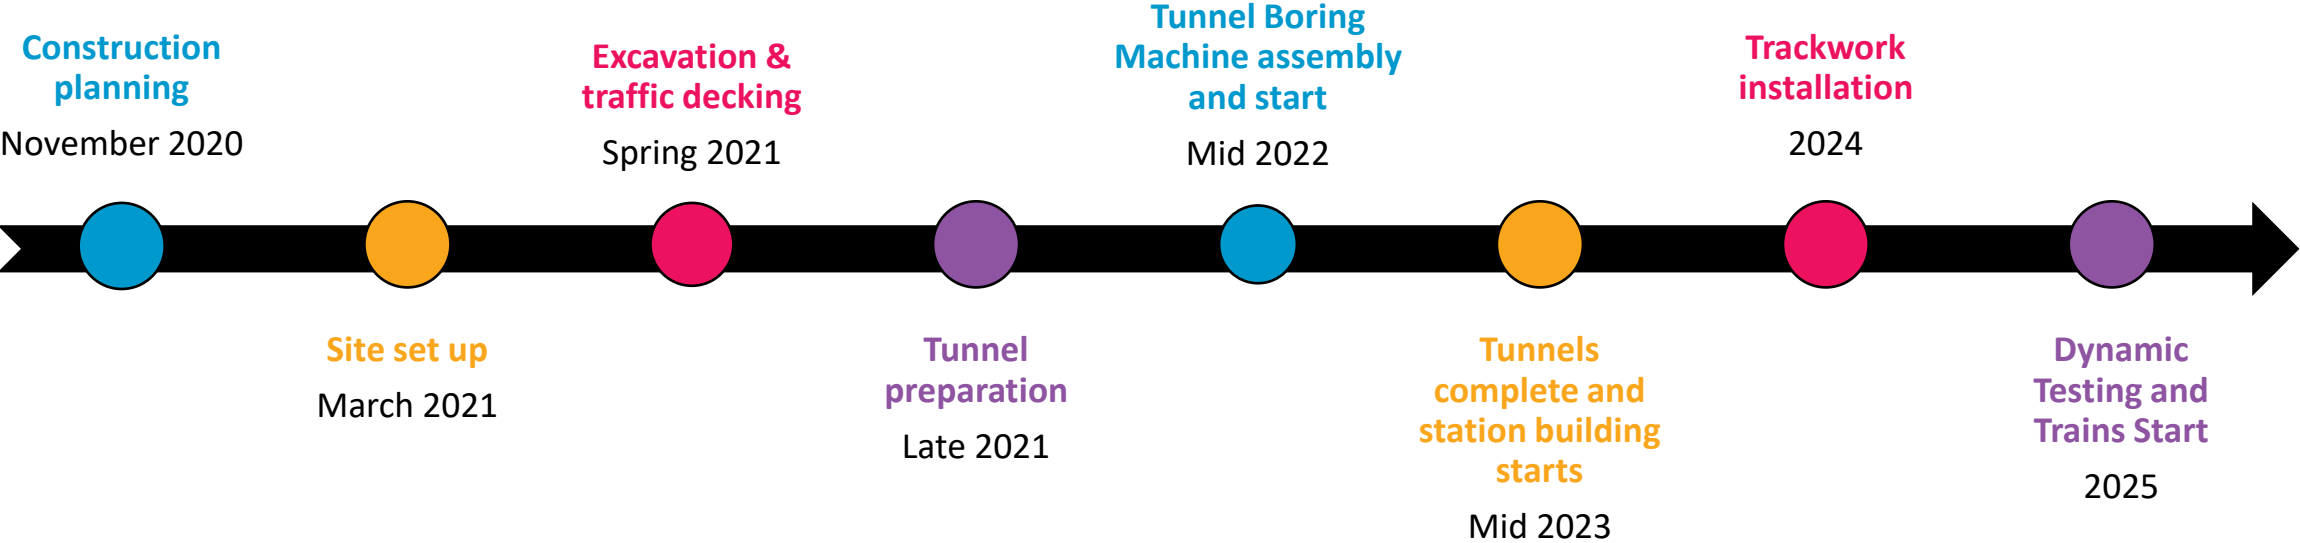 Construction
planning
November 2020
Site set up
March 2021
Excavation &
traffic decking
Spring 2021
Tunnel
preparation
Late 2021
Tunnel Boring
Machine assembly
and start
Mid 2022
Tunnels
complete and
station building
starts
Mid 2023
Trackwork
installation
2024
Dynamic
Testing and
Trains Start
2025